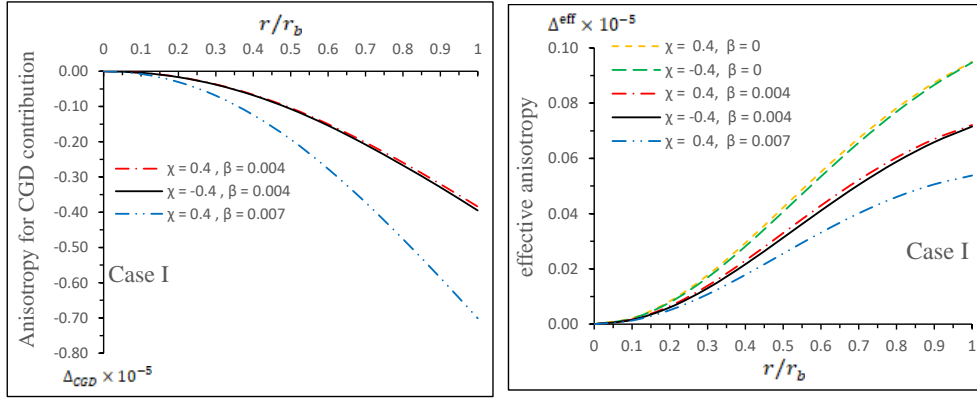 r/r_b
0 0.1 0.2 0.3 0.4 0.5 0.6 0.7 0.8 0.9 1
0.00
-0.10
-0.20
-0.30
-0.40
-0.50
-0.60
-0.70
-0.80
Anisotropy for CGD contribution
χ = 0.4 , β = 0.004
χ = -0.4 , β = 0.004
χ = 0.4 , β = 0.007
Case I
Δ_CGD × 10^-5
Δ^eff × 10^-5
0.10
0.08
0.06
0.04
0.02
0.00
effective anisotropy
χ = 0.4, β = 0
χ = -0.4, β = 0
χ = 0.4, β = 0.004
χ = -0.4, β = 0.004
χ = 0.4, β = 0.007
Case I
0 0.1 0.2 0.3 0.4 0.5 0.6 0.7 0.8 0.9 1
r/r_b